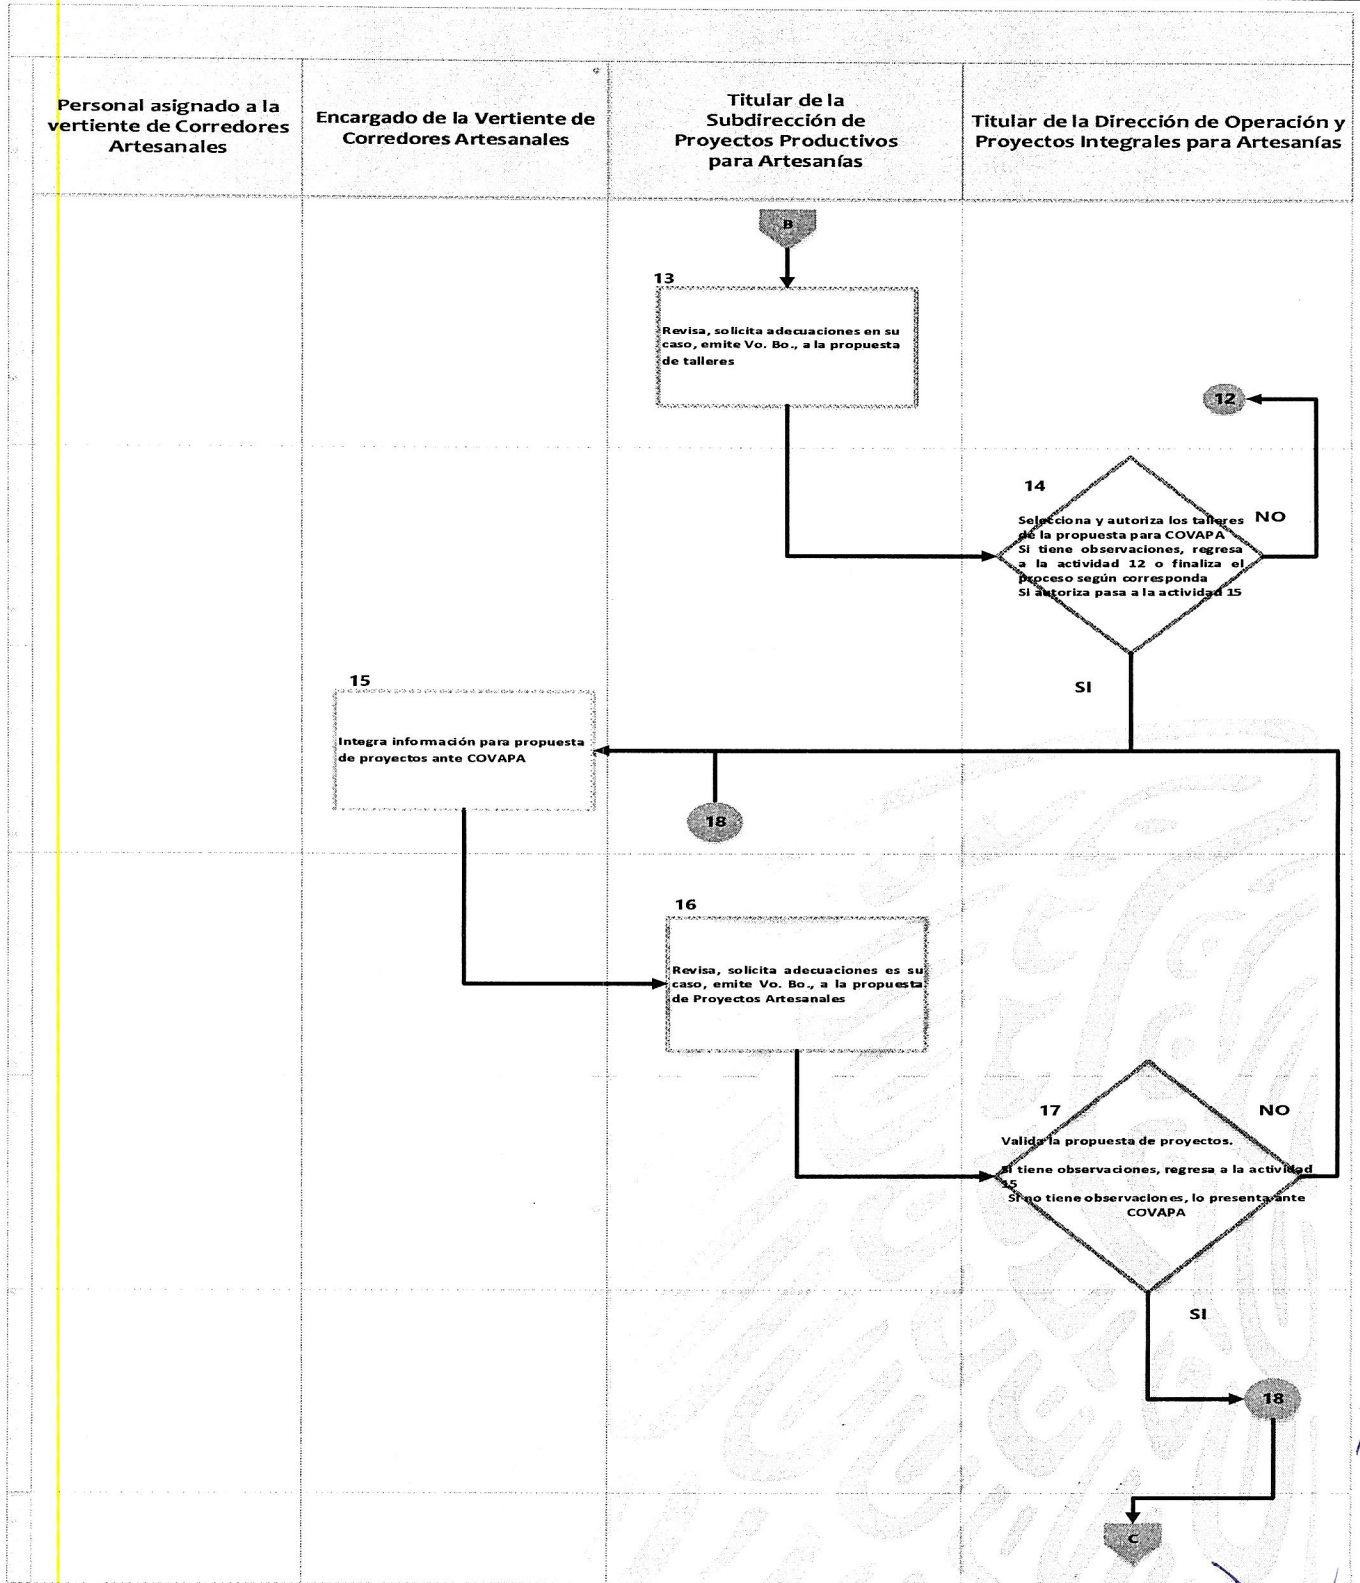 Personal asignado a la
vertiente de Corredores
Artesanales
Encargado de la Vertiente de
Corredores Artesanales
Titular de la
Subdirección de
Proyectos Productivos
para Artesanías
Titular de la Dirección de Operación y
Proyectos Integrales para Artesanías
B
13
Revisa, solicita adecuaciones en su
caso, emite Vo. Bo., a la propuesta
de talleres
12
14
NO
Selecciona y autoriza los talleres
de la propuesta para COVAPA
Si tiene observaciones, regresa
a la actividad 12 o finaliza el
proceso según corresponda
Si autoriza pasa a la actividad 15
SI
15
Integra información para propuesta
de proyectos ante COVAPA
18
16
Revisa, solicita adecuaciones es su
caso, emite Vo. Bo., a la propuesta
de Proyectos Artesanales
17
NO
Valida la propuesta de proyectos.
Si tiene observaciones, regresa a la actividad
15
Si no tiene observaciones, lo presenta ante
COVAPA
SI
18
C